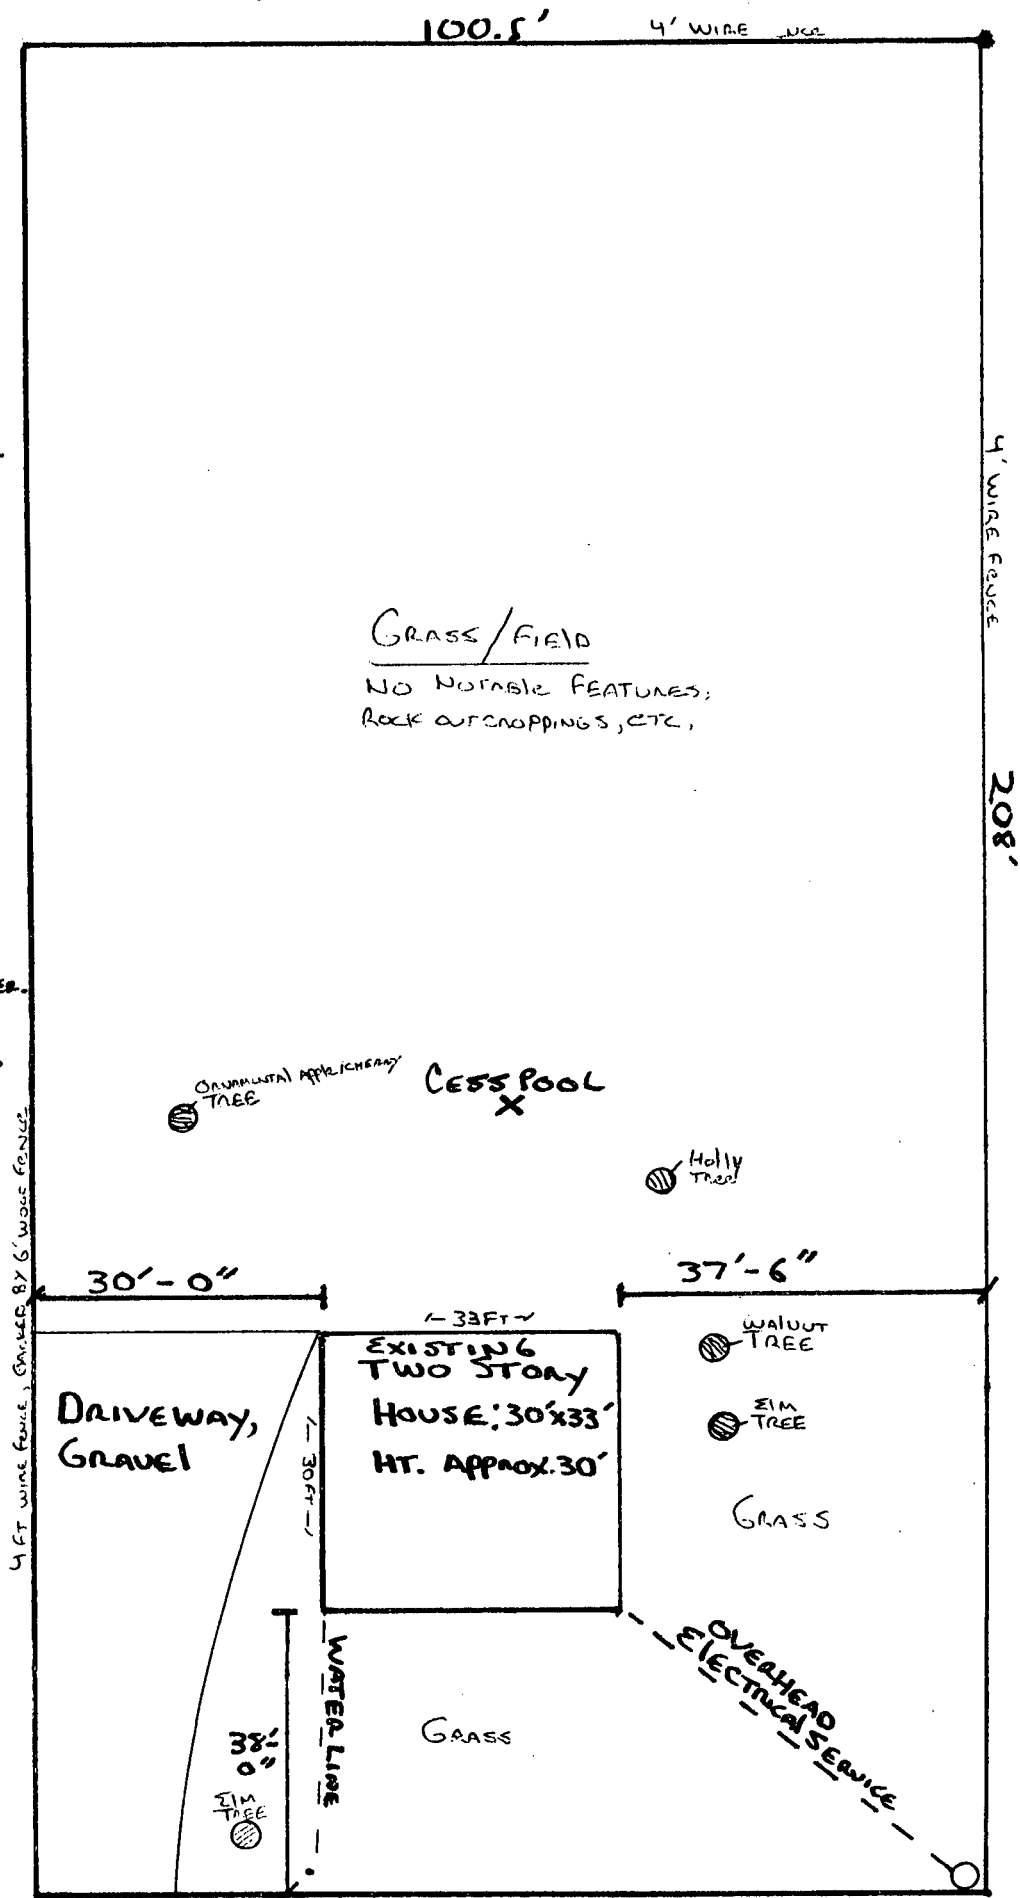 100.5'
4' WIRE
4' WIRE FENCE
GRASS/FIELD
NO NOTABLE FEATURES;
ROCK OUTCROPPINGS, ETC.
208'
ORNAMENTAL APPLE/CHERRY
TREE
CESSPOOL
X
Holly
TREE
4 FT WIRE FENCE, BACKED BY 6' WOOD FENCE
30'-0"
37'-6"
33FT
EXISTING
TWO STORY
HOUSE: 30'x33'
HT. APPROX. 30'
30FT
WALNUT
TREE
ElM
TREE
DRIVEWAY,
GRAVEl
GRASS
OVERHEAD
ElECTRICAl SERVICE
WATER LINE
GRASS
38'-
0"
ElM
TREE